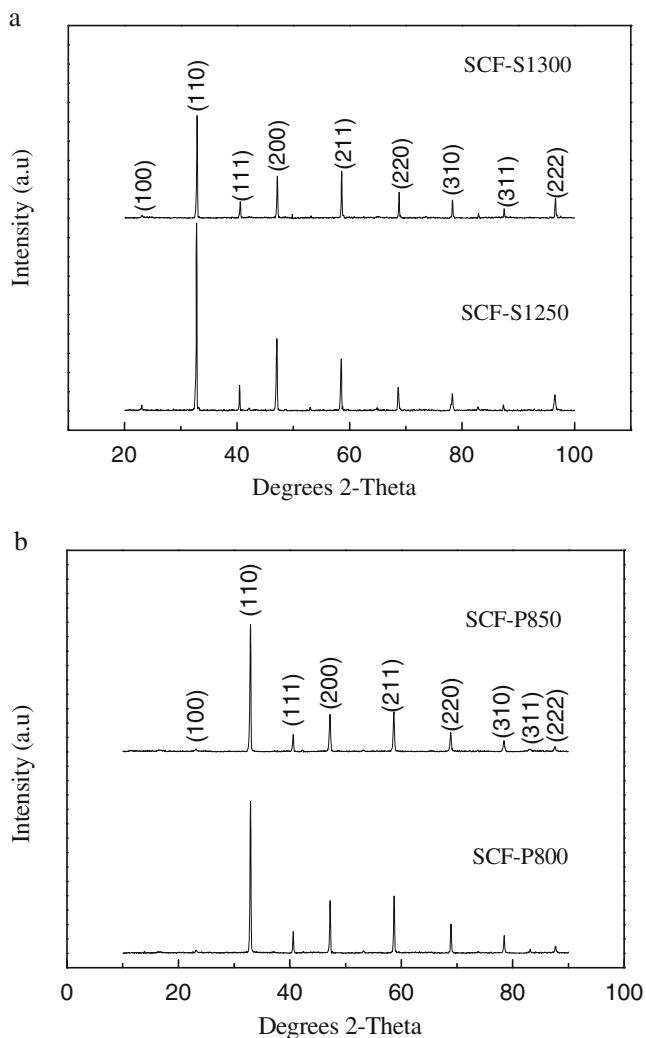 a
SCF-S1300
(100) (110) (111) (200) (211) (220) (310) (311) (222)
SCF-S1250
Intensity (a.u)
20 40 60 80 100
Degrees 2-Theta
b
SCF-P850
(100) (110) (111) (200) (211) (220) (310) (311) (222)
SCF-P800
Intensity (a.u)
0 20 40 60 80 100
Degrees 2-Theta